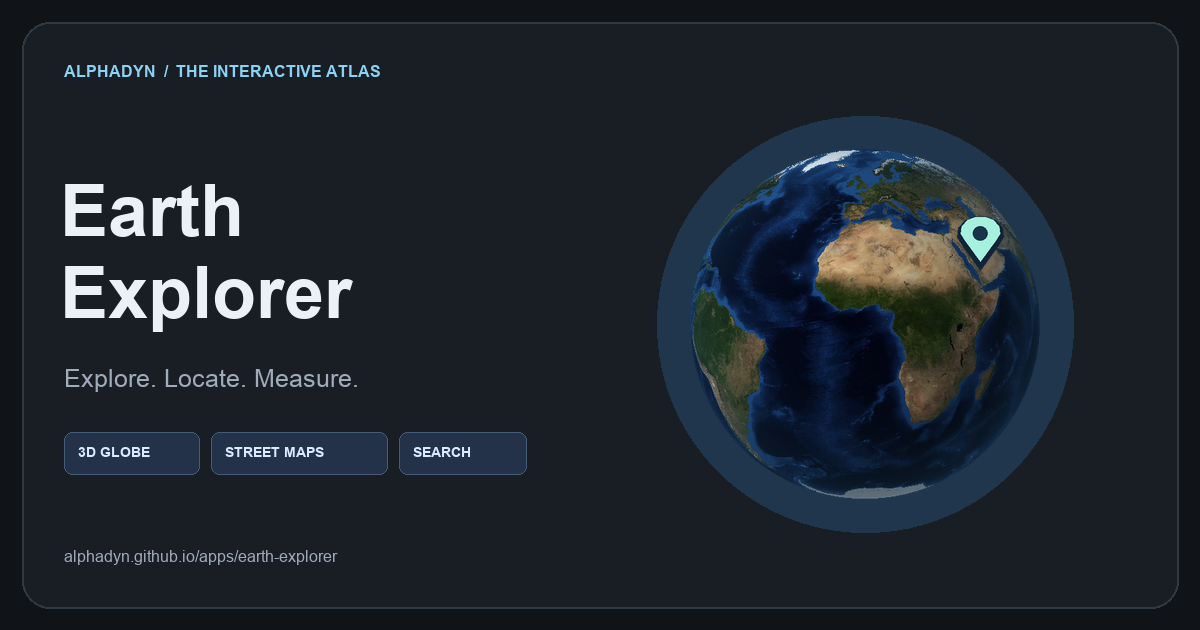 ALPHADYN / THE INTERACTIVE ATLAS
Earth
Explorer
Explore. Locate. Measure.
3D GLOBE
STREET MAPS
SEARCH
alphadyn.github.io/apps/earth-explorer